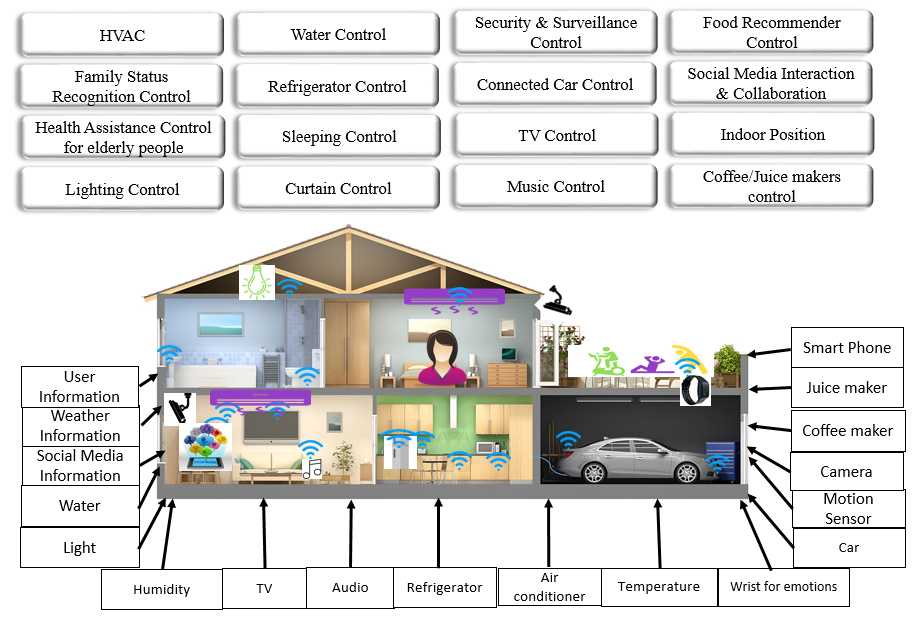 HVAC
Water Control
Security & Surveillance
Control
Food Recommender
Control
Family Status
Recognition Control
Refrigerator Control
Connected Car Control
Social Media Interaction
& Collaboration
Health Assistance Control
for elderly people
Sleeping Control
TV Control
Indoor Position
Lighting Control
Curtain Control
Music Control
Coffee/Juice makers
control
User
Information
Weather
Information
Social Media
Information
Water
Light
Smart Phone
Juice maker
Coffee maker
Camera
Motion
Sensor
Car
Humidity
TV
Audio
Refrigerator
Air
conditioner
Temperature
Wrist for emotions